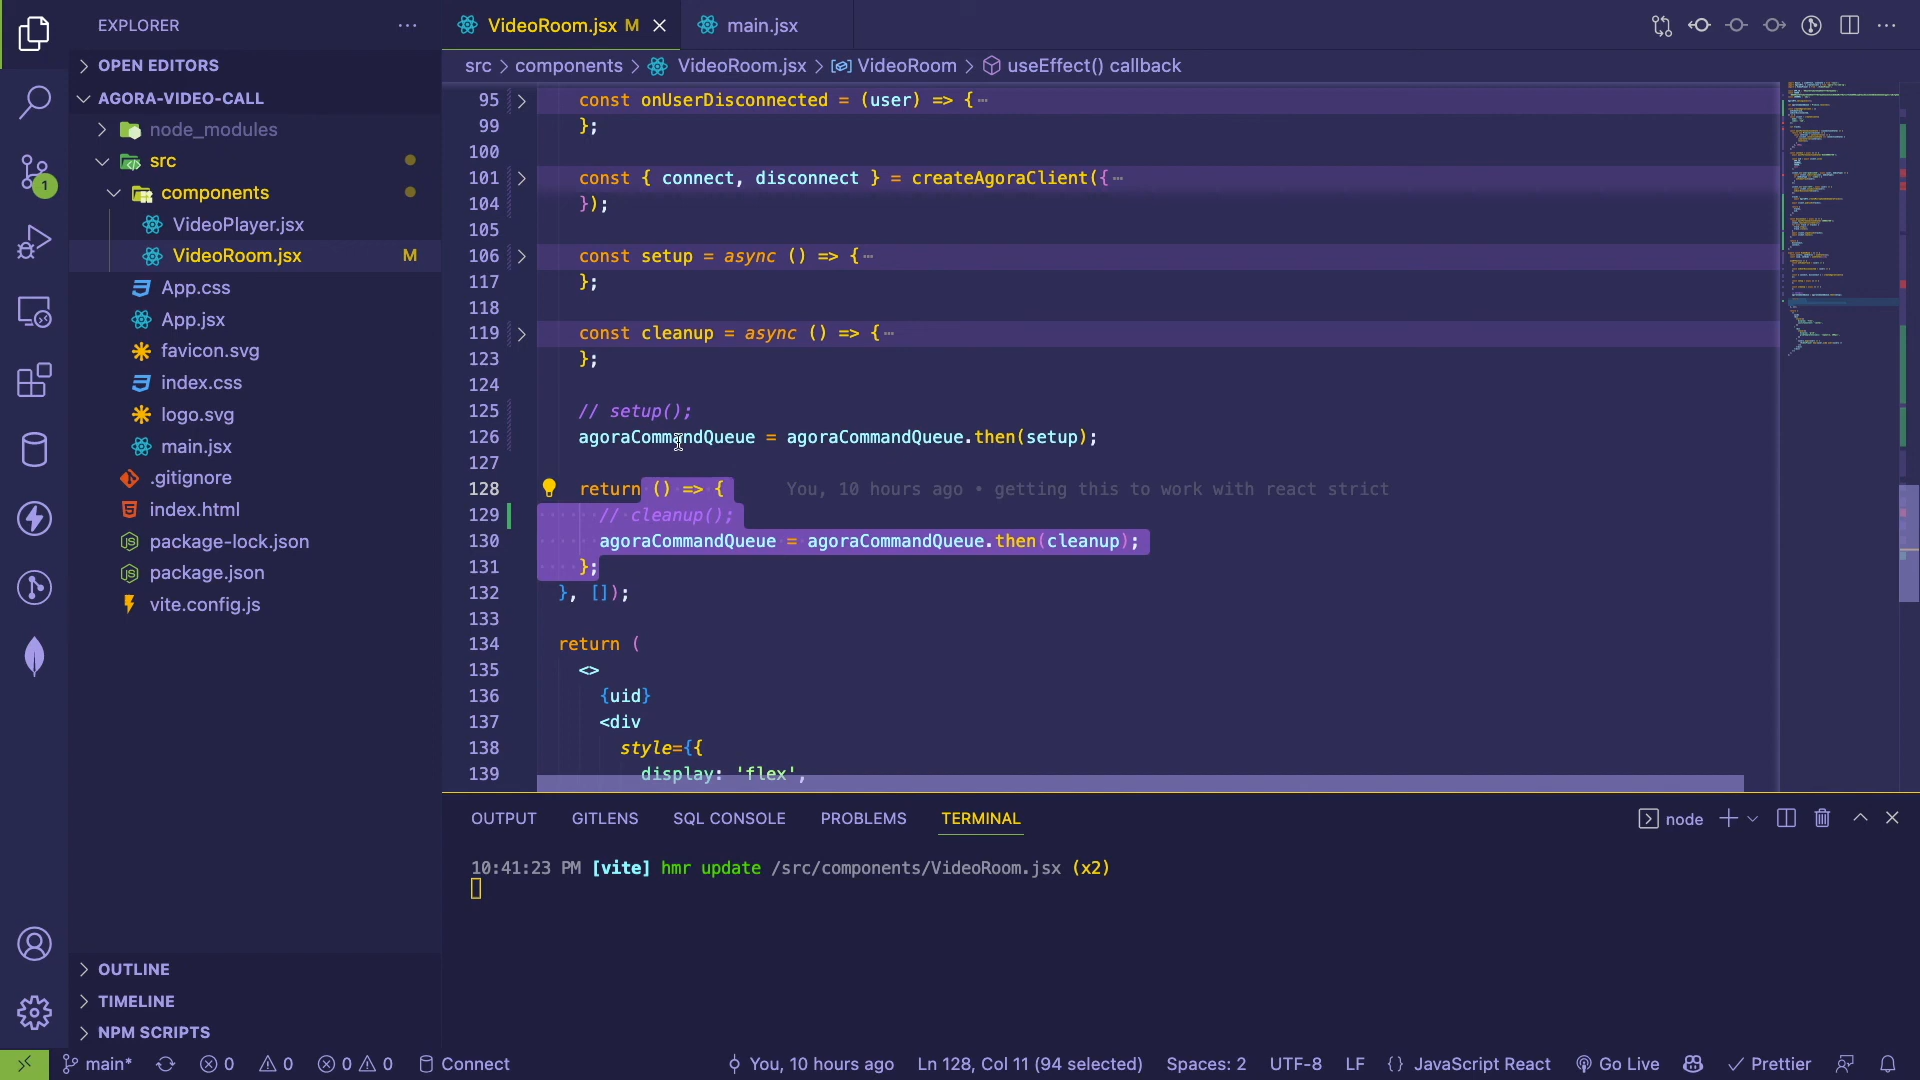 EXPLORER
OPEN EDITORS
AGORA-VIDEO-CALL
node_modules
src
components
VideoPlayer.jsx
VideoRoom.jsx M
App.css
App.jsx
favicon.svg
index.css
logo.svg
main.jsx
.gitignore
index.html
package-lock.json
package.json
vite.config.js
OUTLINE
TIMELINE
NPM SCRIPTS
1
VideoRoom.jsx M
main.jsx
src > components > VideoRoom.jsx > VideoRoom > useEffect() callback
95 const onUserDisconnected = (user) => {⋯
99 };
100
101 const { connect, disconnect } = createAgoraClient({⋯
104 });
105
106 const setup = async () => {⋯
117 };
118
119 const cleanup = async () => {⋯
123 };
124
125 // setup();
126 agoraCommandQueue = agoraCommandQueue.then(setup);
127
128 return () => { You, 10 hours ago • getting this to work with react strict
129 // cleanup();
130 agoraCommandQueue = agoraCommandQueue.then(cleanup);
131 };
132 }, []);
133
134 return (
135 <>
136 {uid}
137 <div
138 style={{
139 display: 'flex',
OUTPUT GITLENS SQL CONSOLE PROBLEMS TERMINAL
node
10:41:23 PM [vite] hmr update /src/components/VideoRoom.jsx (x2)
main* 0 0 0 0 Connect You, 10 hours ago Ln 128, Col 11 (94 selected) Spaces: 2 UTF-8 LF {} JavaScript React Go Live Prettier